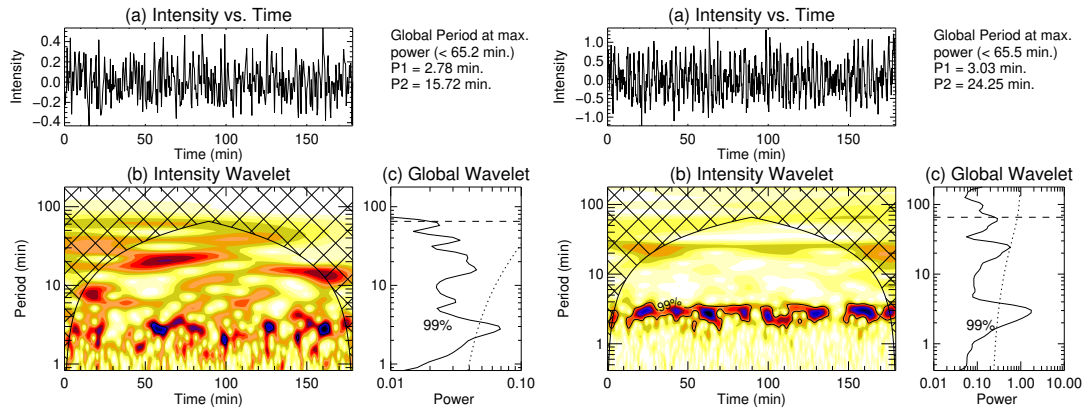 (a) Intensity vs. Time
Intensity
0.4
0.2
0.0
−0.2
−0.4
0
50
100
150
Time (min)
Global Period at max.
power (< 65.2 min.)
P1 = 2.78 min.
P2 = 15.72 min.
(b) Intensity Wavelet
Period (min)
100
10
1
0
50
100
150
Time (min)
(c) Global Wavelet
99%
0.01
0.10
Power
(a) Intensity vs. Time
Intensity
1.0
0.5
0.0
−0.5
−1.0
0
50
100
150
Time (min)
Global Period at max.
power (< 65.5 min.)
P1 = 3.03 min.
P2 = 24.25 min.
(b) Intensity Wavelet
Period (min)
100
10
1
99%
0
50
100
150
Time (min)
(c) Global Wavelet
99%
0.01
0.10
1.00
10.00
Power